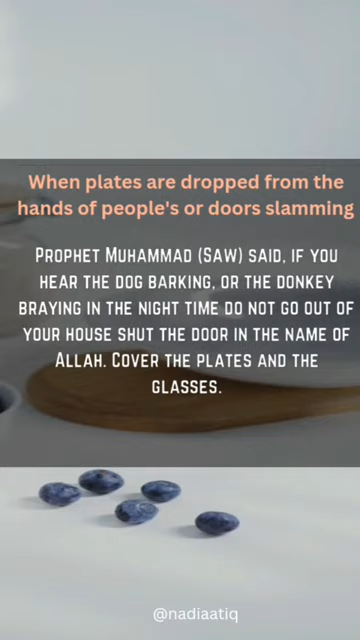 When plates are dropped from the
hands of people's or doors slamming
Prophet Muhammad (Saw) said, if you
hear the dog barking, or the donkey
braying in the night time do not go out of
your house shut the door in the name of
Allah. Cover the plates and the
glasses.
@nadiaatiq